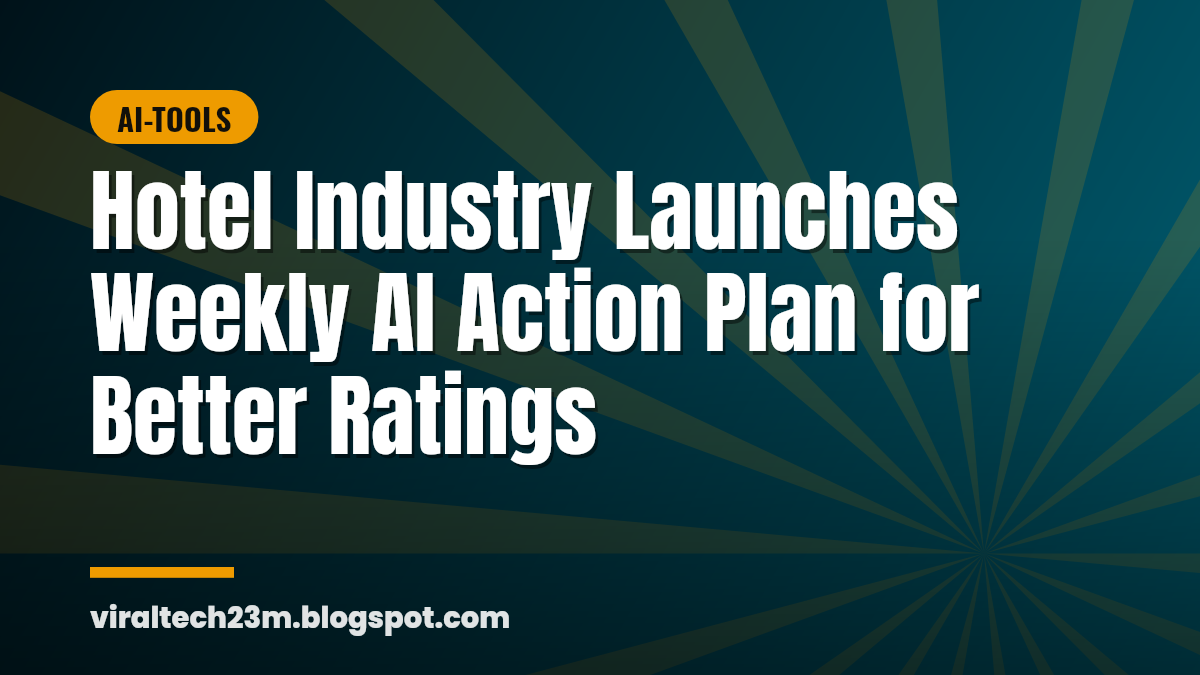 AI-TOOLS
Hotel Industry Launches
Weekly AI Action Plan for
Better Ratings
viraltech23m.blogspot.com